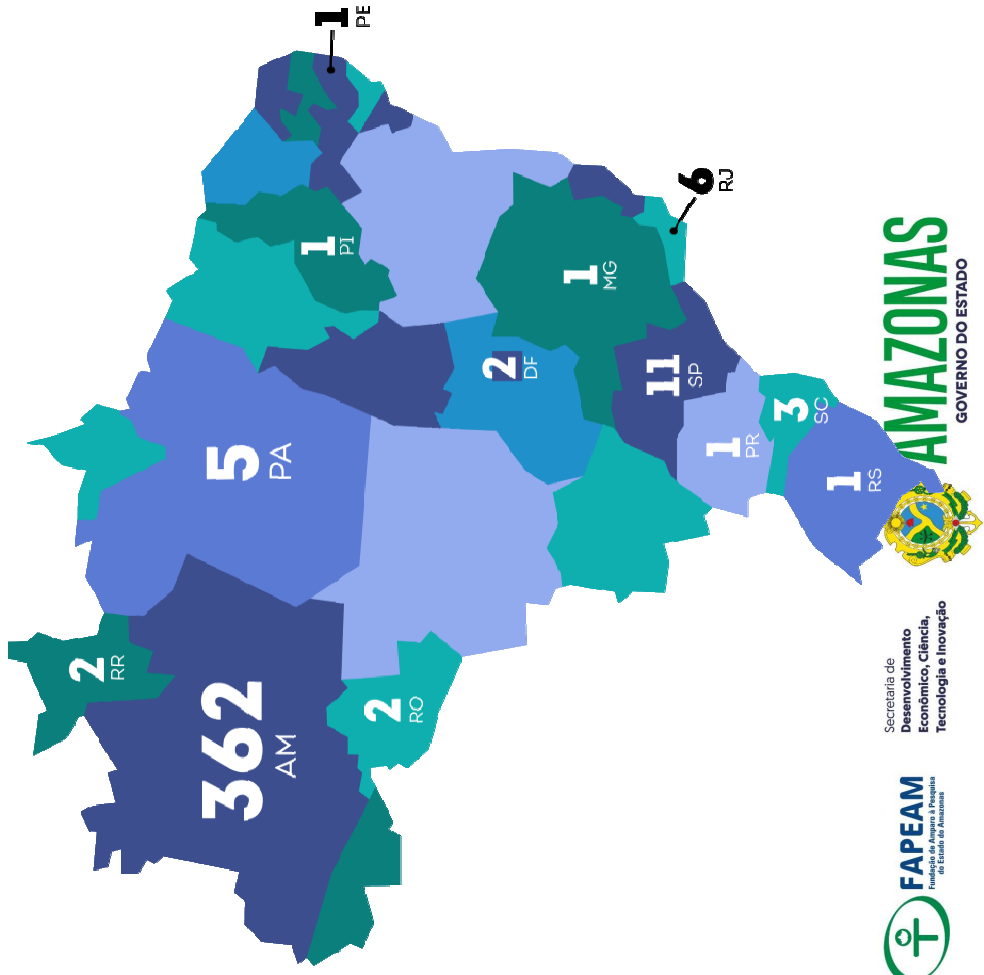 2
RR
362
AM
5
PA
1
PI
1
PE
2
RO
2
DF
1
MG
6
RJ
11
SP
1
PR
3
SC
1
RS
FAPEAM
Fundação de Amparo à Pesquisa
do Estado do Amazonas
Secretaria de
Desenvolvimento
Econômico, Ciência,
Tecnologia e Inovação
AMAZONAS
GOVERNO DO ESTADO